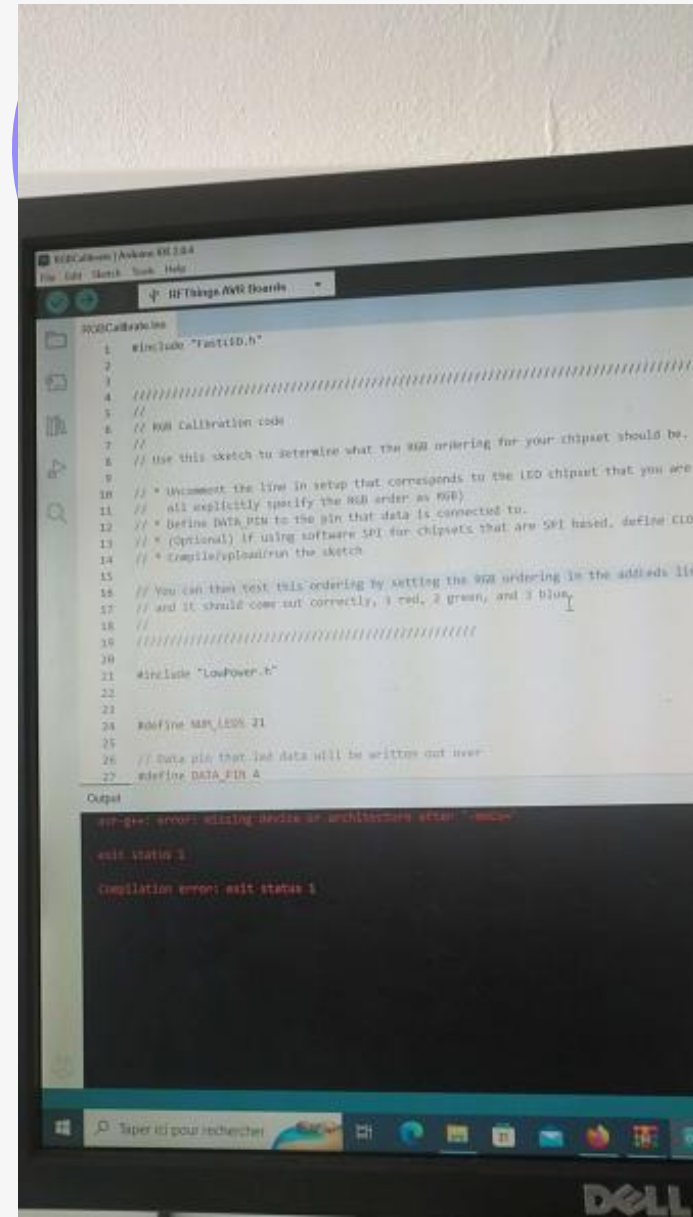 RGBCalibrate | Arduino IDE 2.0.4
File Edit Sketch Tools Help
RFThings AVR Boards
RGBCalibrate.ino
1 #include "FastLED.h"
2
3
4 ////////////////////////////////////////////////////////////////////////////////
5 //
6 // RGB Calibration code
7 //
8 // Use this sketch to determine what the RGB ordering for your chipset should be.
9
10 // * Uncomment the line in setup that corresponds to the LED chipset that you are
11 // all explicitly specify the RGB order as RGB)
12 // * Define DATA_PIN to the pin that data is connected to.
13 // * (Optional) if using software SPI for chipsets that are SPI based, define CLO
14 // * Compile/upload/run the sketch
15
16 // You can then test this ordering by setting the RGB ordering in the addLeds li
17 // and it should come out correctly, 1 red, 2 green, and 3 blue.
18 //
19 //////////////////////////////////////////////////
20
21 #include "LowPower.h"
22
23
24 #define NUM_LEDS 21
25
26 // Data pin that led data will be written out over
27 #define DATA_PIN A
Output
avr-g++: error: missing device or architecture after '-mmcu='
exit status 1
Compilation error: exit status 1
Taper ici pour rechercher
DELL